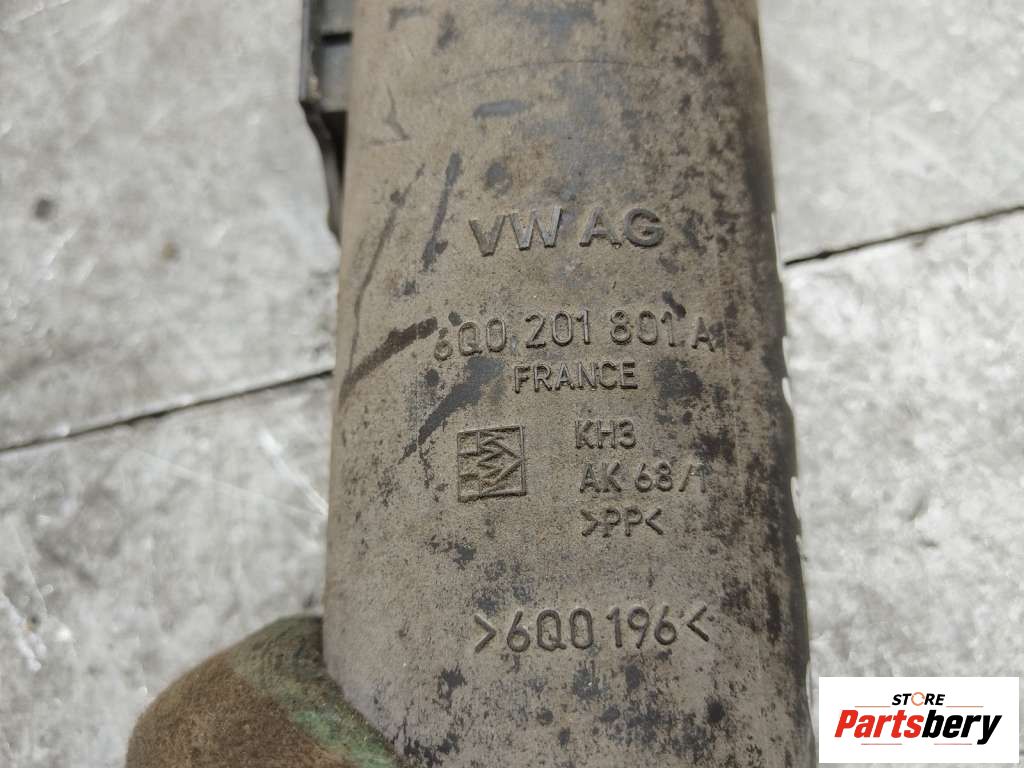 VW AG
6Q0 201 801 A
FRANCE
KH3
AK 68/1
>PP<
>6Q0 196<
STORE
Partsbery